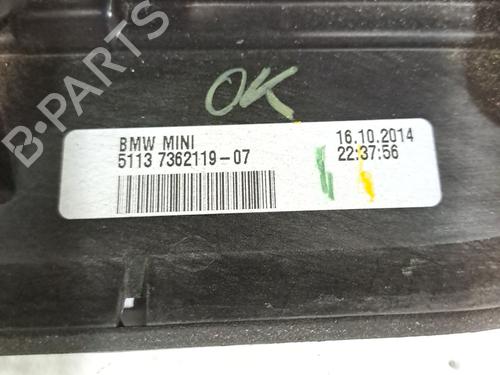 B-PARTS
OK
BMW MINI
5113 7362119-07
16.10.2014
22:37:56